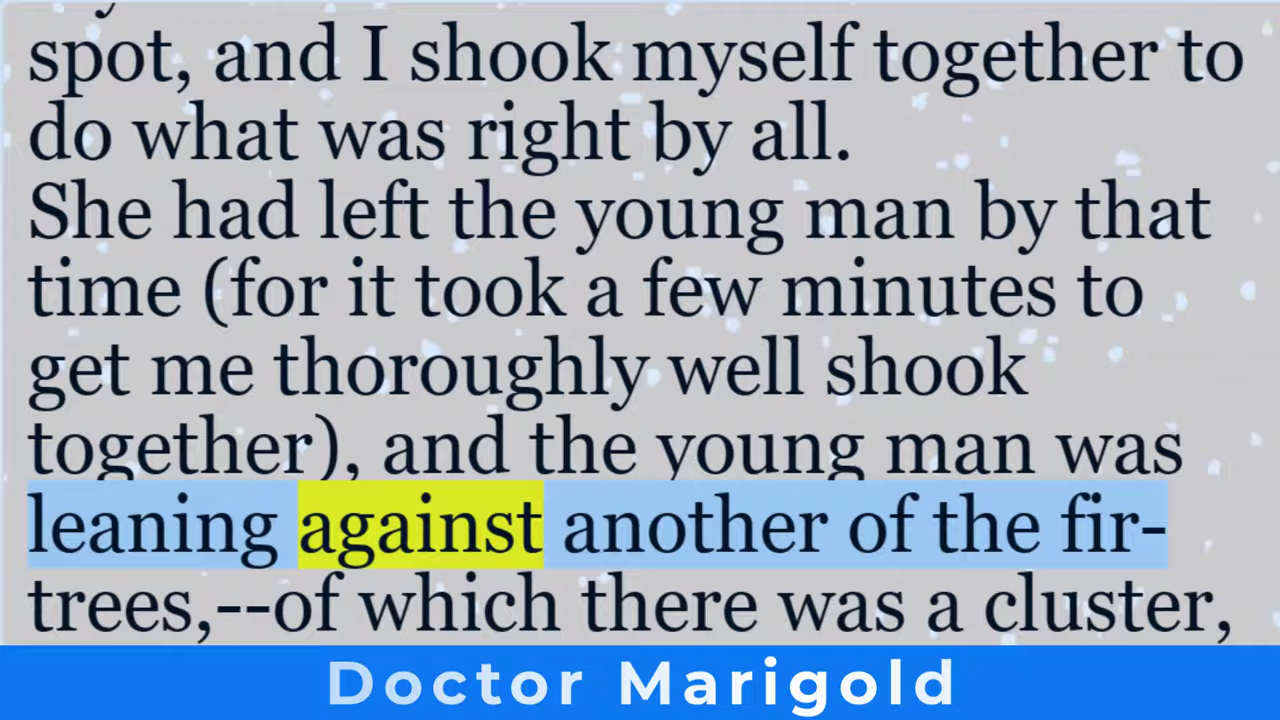 spot, and I shook myself together to
do what was right by all.
She had left the young man by that
time (for it took a few minutes to
get me thoroughly well shook
together), and the young man was
leaning against another of the fir-
trees,--of which there was a cluster,
Doctor Marigold